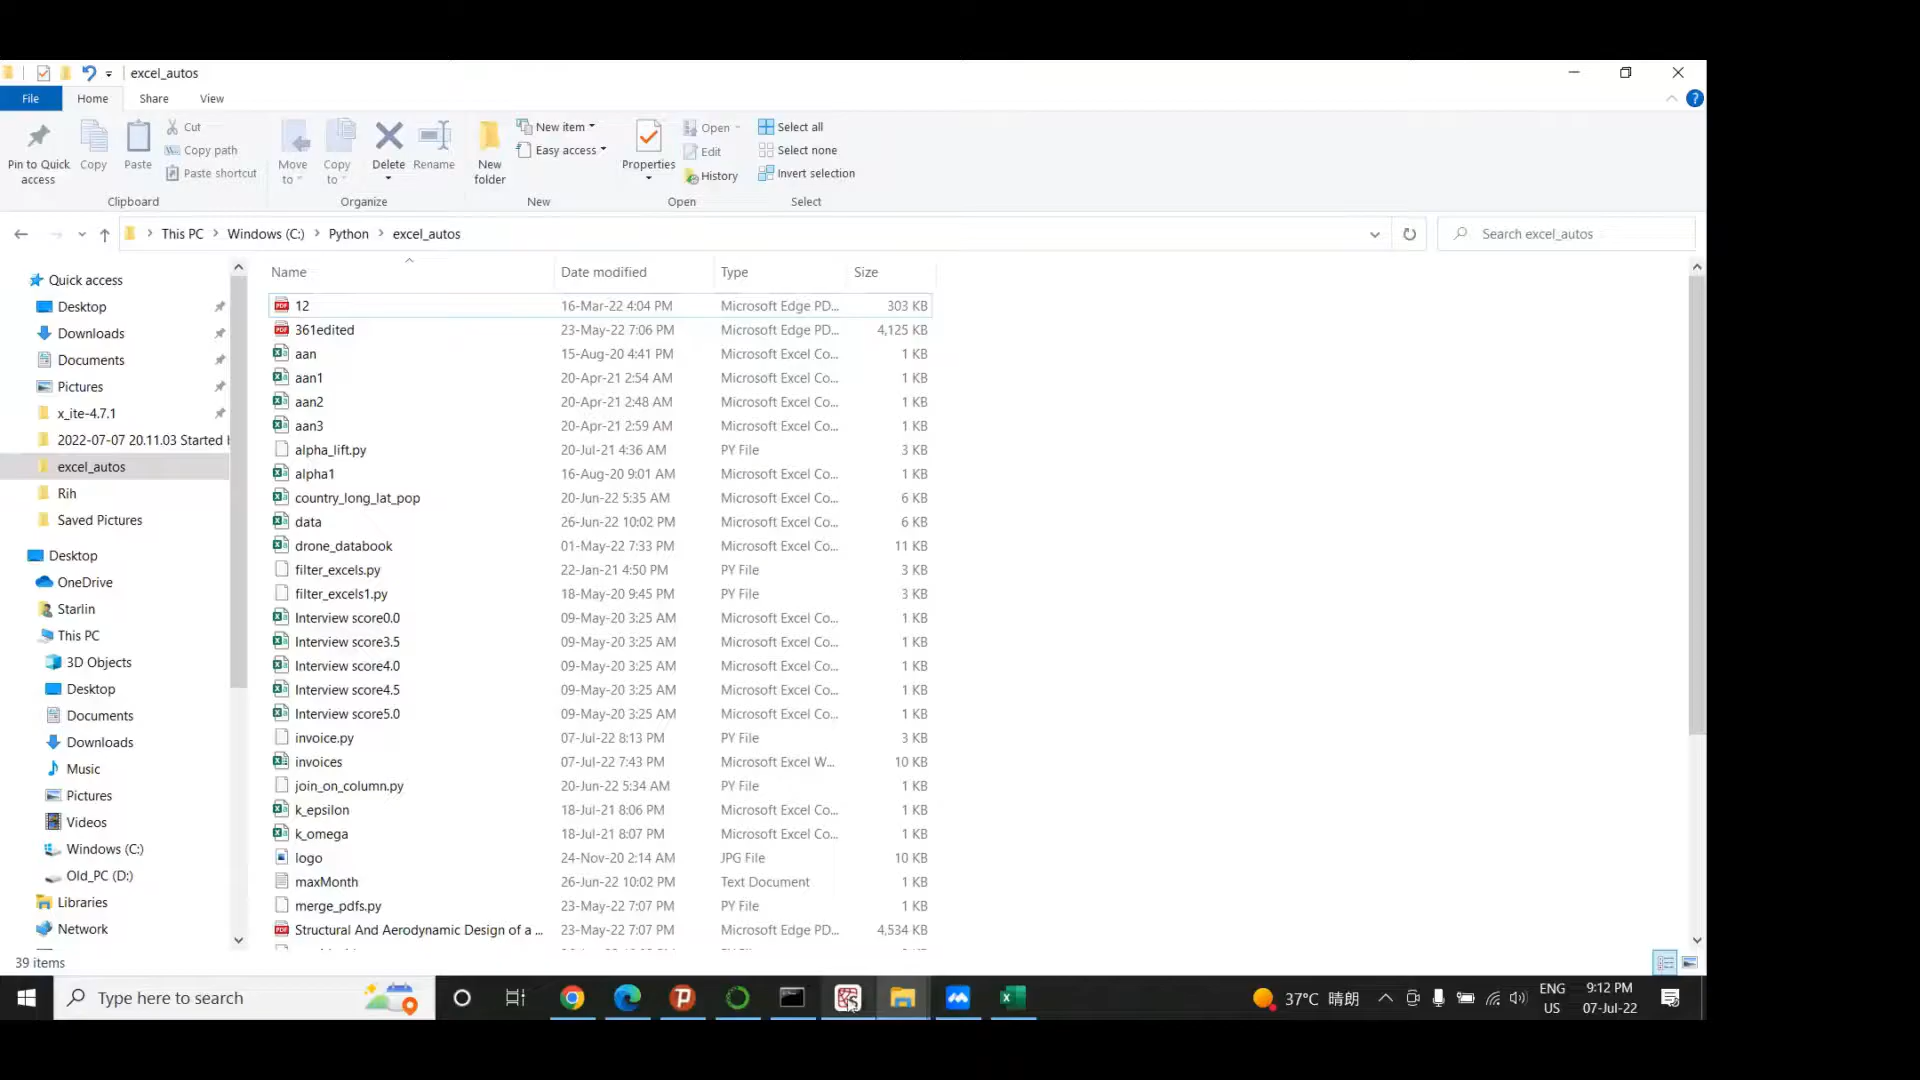 excel_autos
File Home Share View
Pin to Quick access
Copy
Paste
Cut
Copy path
Paste shortcut
Clipboard
Move to
Copy to
Delete
Rename
Organize
New folder
New item
Easy access
New
Properties
Open
Edit
History
Open
Select all
Select none
Invert selection
Select
This PC > Windows (C:) > Python > excel_autos
Search excel_autos
Quick access
Desktop
Downloads
Documents
Pictures
x_ite-4.7.1
2022-07-07 20.11.03 Started
excel_autos
Rih
Saved Pictures
Desktop
OneDrive
Starlin
This PC
3D Objects
Desktop
Documents
Downloads
Music
Pictures
Videos
Windows (C:)
Old_PC (D:)
Libraries
Network
Name Date modified Type Size
12 16-Mar-22 4:04 PM Microsoft Edge PD... 303 KB
361edited 23-May-22 7:06 PM Microsoft Edge PD... 4,125 KB
aan 15-Aug-20 4:41 PM Microsoft Excel Co... 1 KB
aan1 20-Apr-21 2:54 AM Microsoft Excel Co... 1 KB
aan2 20-Apr-21 2:48 AM Microsoft Excel Co... 1 KB
aan3 20-Apr-21 2:59 AM Microsoft Excel Co... 1 KB
alpha_lift.py 20-Jul-21 4:36 AM PY File 3 KB
alpha1 16-Aug-20 9:01 AM Microsoft Excel Co... 1 KB
country_long_lat_pop 20-Jun-22 5:35 AM Microsoft Excel Co... 6 KB
data 26-Jun-22 10:02 PM Microsoft Excel Co... 6 KB
drone_databook 01-May-22 7:33 PM Microsoft Excel Co... 11 KB
filter_excels.py 22-Jan-21 4:50 PM PY File 3 KB
filter_excels1.py 18-May-20 9:45 PM PY File 3 KB
Interview score0.0 09-May-20 3:25 AM Microsoft Excel Co... 1 KB
Interview score3.5 09-May-20 3:25 AM Microsoft Excel Co... 1 KB
Interview score4.0 09-May-20 3:25 AM Microsoft Excel Co... 1 KB
Interview score4.5 09-May-20 3:25 AM Microsoft Excel Co... 1 KB
Interview score5.0 09-May-20 3:25 AM Microsoft Excel Co... 1 KB
invoice.py 07-Jul-22 8:13 PM PY File 3 KB
invoices 07-Jul-22 7:43 PM Microsoft Excel W... 10 KB
join_on_column.py 20-Jun-22 5:34 AM PY File 1 KB
k_epsilon 18-Jul-21 8:06 PM Microsoft Excel Co... 1 KB
k_omega 18-Jul-21 8:07 PM Microsoft Excel Co... 1 KB
logo 24-Nov-20 2:14 AM JPG File 10 KB
maxMonth 26-Jun-22 10:02 PM Text Document 1 KB
merge_pdfs.py 23-May-22 7:07 PM PY File 1 KB
Structural And Aerodynamic Design of a ... 23-May-22 7:07 PM Microsoft Edge PD... 4,534 KB
39 items
Type here to search
37°C 晴朗
ENG
US
9:12 PM
07-Jul-22